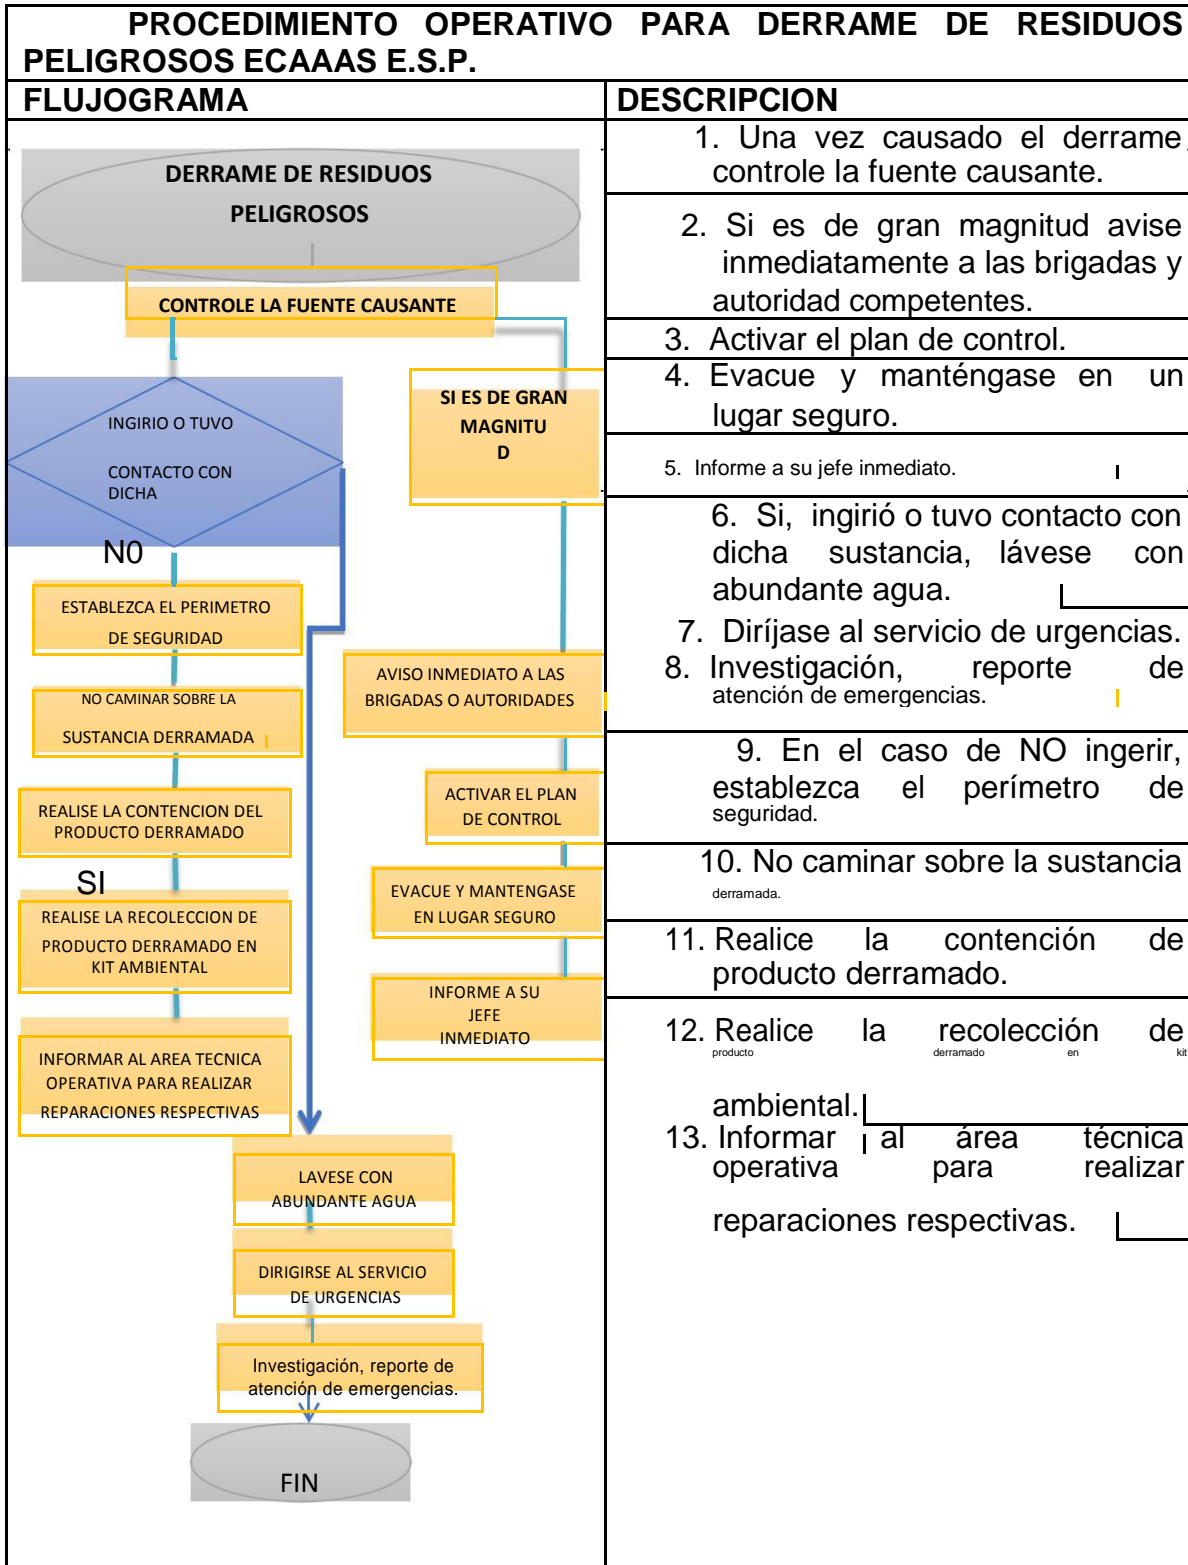 PROCEDIMIENTO OPERATIVO PARA DERRAME DE RESIDUOS
PELIGROSOS ECAAAS E.S.P.
FLUJOGRAMA
DERRAME DE RESIDUOS
PELIGROSOS
CONTROLE LA FUENTE CAUSANTE
INGIRIO O TUVO
CONTACTO CON
DICHA
N0
ESTABLEZCA EL PERIMETRO
DE SEGURIDAD
NO CAMINAR SOBRE LA
SUSTANCIA DERRAMADA
REALISE LA CONTENCION DEL
PRODUCTO DERRAMADO
SI
REALISE LA RECOLECCION DE
PRODUCTO DERRAMADO EN
KIT AMBIENTAL
INFORMAR AL AREA TECNICA
OPERATIVA PARA REALIZAR
REPARACIONES RESPECTIVAS
SI ES DE GRAN
MAGNITU
D
AVISO INMEDIATO A LAS
BRIGADAS O AUTORIDADES
ACTIVAR EL PLAN
DE CONTROL
EVACUE Y MANTENGASE
EN LUGAR SEGURO
INFORME A SU
JEFE
INMEDIATO
LAVESE CON
ABUNDANTE AGUA
DIRIGIRSE AL SERVICIO
DE URGENCIAS
Investigación, reporte de
atención de emergencias.
FIN
DESCRIPCION
1. Una vez causado el derrame,
controle la fuente causante.
2. Si es de gran magnitud avise
inmediatamente a las brigadas y
autoridad competentes.
3. Activar el plan de control.
4. Evacue y manténgase en un
lugar seguro.
5. Informe a su jefe inmediato.
6. Si, ingirió o tuvo contacto con
dicha sustancia, lávese con
abundante agua.
7. Diríjase al servicio de urgencias.
8. Investigación, reporte de
atención de emergencias.
9. En el caso de NO ingerir,
establezca el perímetro de
seguridad.
10. No caminar sobre la sustancia
derramada.
11. Realice la contención de
producto derramado.
12. Realice la recolección de
producto derramado en kit
ambiental.
13. Informar al área técnica
operativa para realizar
reparaciones respectivas.